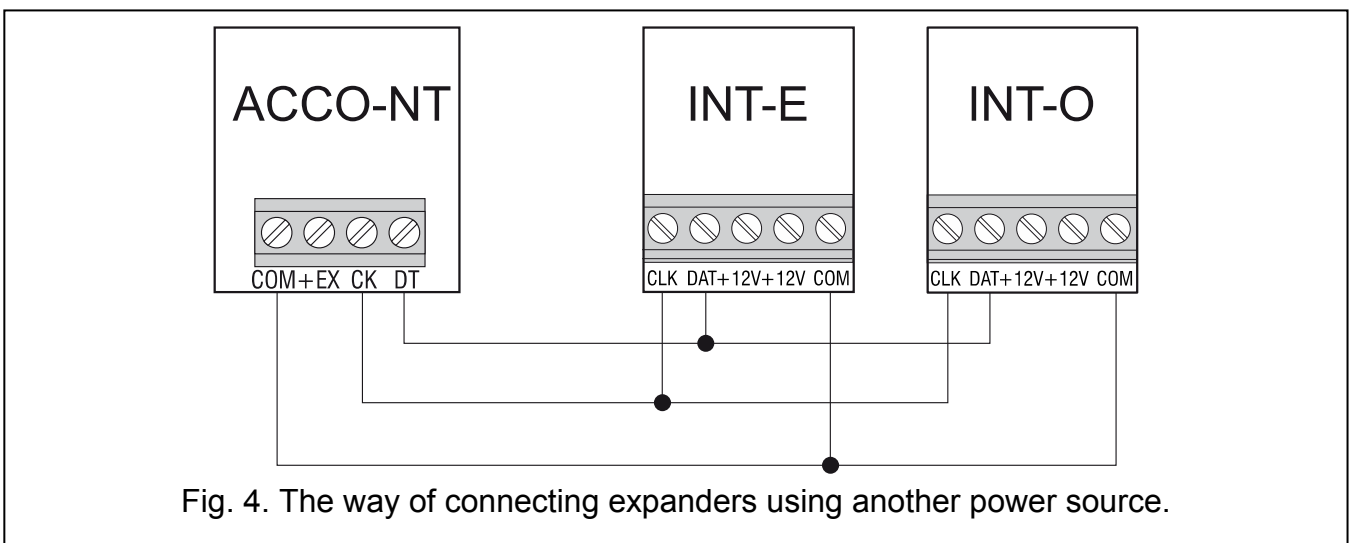 ACCO-NT INT-E INT-O
COM +EX CK DT CLK DAT +12V +12V COM CLK DAT +12V +12V COM
Fig. 4. The way of connecting expanders using another power source.